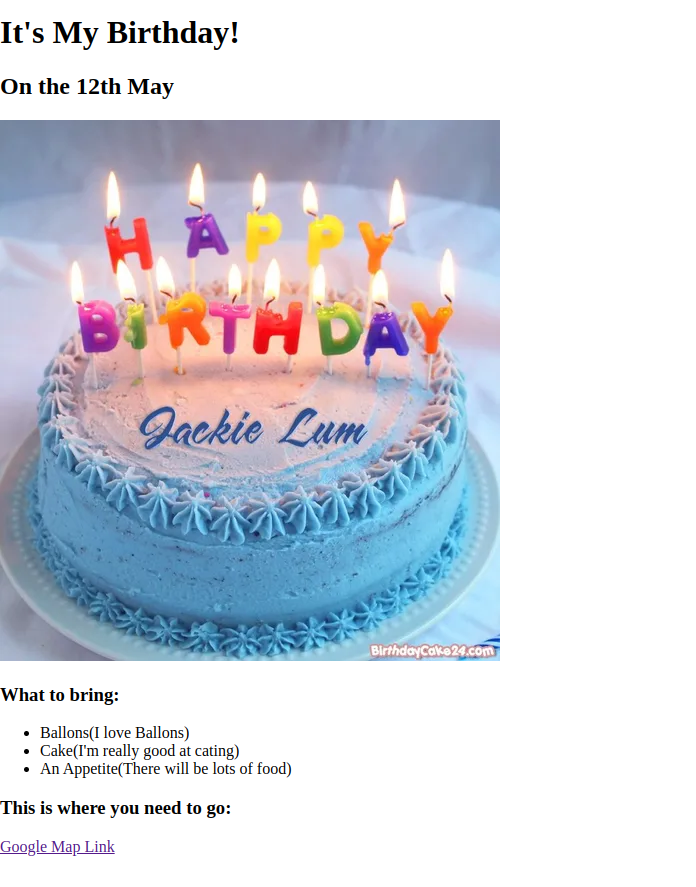 It's My Birthday!
On the 12th May
HAPPY
BIRTHDAY
Jackie Lum
BirthdayCake24.com
What to bring:
Ballons(I love Ballons)
Cake(I'm really good at cating)
An Appetite(There will be lots of food)
This is where you need to go:
Google Map Link